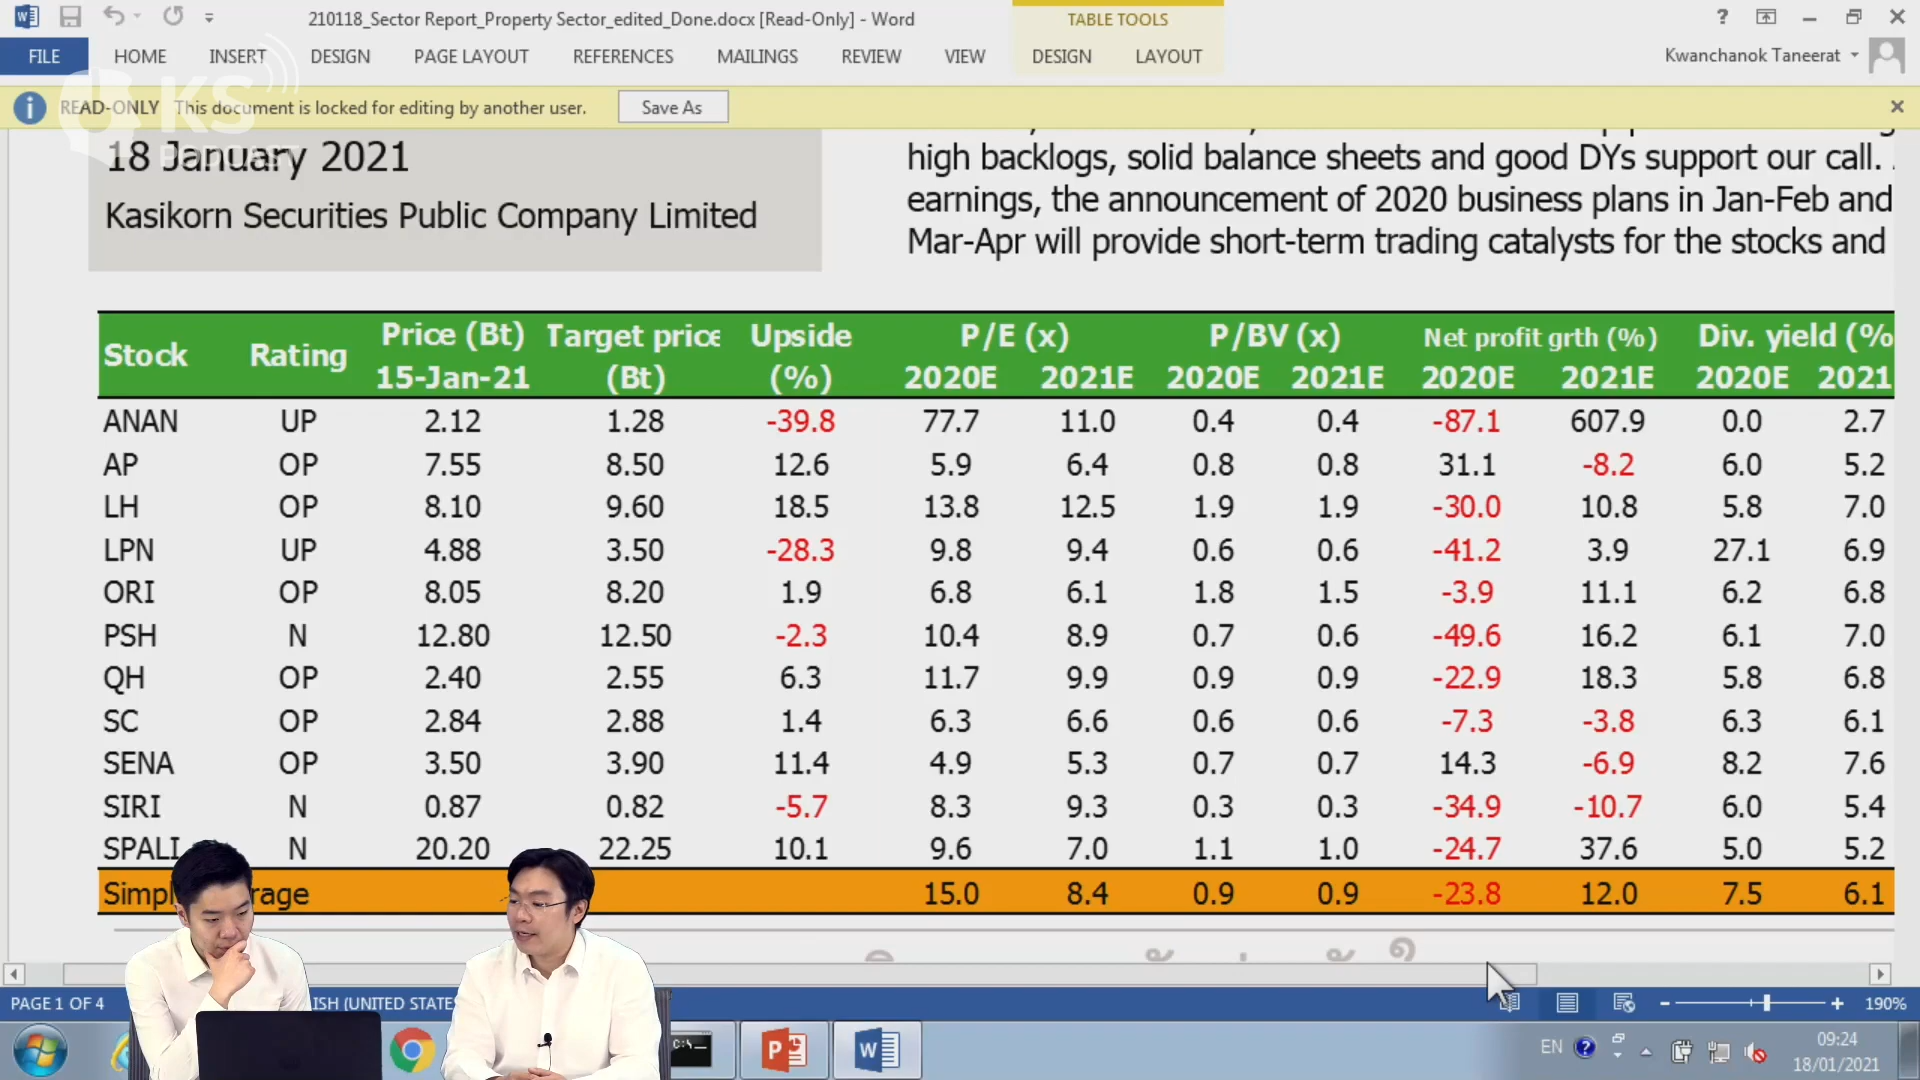 210118_Sector Report_Property Sector_edited_Done.docx [Read-Only] - Word
TABLE TOOLS
FILE HOME INSERT DESIGN PAGE LAYOUT REFERENCES MAILINGS REVIEW VIEW DESIGN LAYOUT
Kwanchanok Taneerat
KS
PODCAST
READ-ONLY This document is locked for editing by another user. Save As
18 January 2021
Kasikorn Securities Public Company Limited
high backlogs, solid balance sheets and good DYs support our call.
earnings, the announcement of 2020 business plans in Jan-Feb and
Mar-Apr will provide short-term trading catalysts for the stocks and
Stock Rating Price (Bt) Target price Upside P/E (x) P/BV (x) Net profit grth (%) Div. yield (%
15-Jan-21 (Bt) (%) 2020E 2021E 2020E 2021E 2020E 2021E 2020E 2021
ANAN UP 2.12 1.28 -39.8 77.7 11.0 0.4 0.4 -87.1 607.9 0.0 2.7
AP OP 7.55 8.50 12.6 5.9 6.4 0.8 0.8 31.1 -8.2 6.0 5.2
LH OP 8.10 9.60 18.5 13.8 12.5 1.9 1.9 -30.0 10.8 5.8 7.0
LPN UP 4.88 3.50 -28.3 9.8 9.4 0.6 0.6 -41.2 3.9 27.1 6.9
ORI OP 8.05 8.20 1.9 6.8 6.1 1.8 1.5 -3.9 11.1 6.2 6.8
PSH N 12.80 12.50 -2.3 10.4 8.9 0.7 0.6 -49.6 16.2 6.1 7.0
QH OP 2.40 2.55 6.3 11.7 9.9 0.9 0.9 -22.9 18.3 5.8 6.8
SC OP 2.84 2.88 1.4 6.3 6.6 0.6 0.6 -7.3 -3.8 6.3 6.1
SENA OP 3.50 3.90 11.4 4.9 5.3 0.7 0.7 14.3 -6.9 8.2 7.6
SIRI N 0.87 0.82 -5.7 8.3 9.3 0.3 0.3 -34.9 -10.7 6.0 5.4
SPALI N 20.20 22.25 10.1 9.6 7.0 1.1 1.0 -24.7 37.6 5.0 5.2
15.0 8.4 0.9 0.9 -23.8 12.0 7.5 6.1
PAGE 1 OF 4 (UNITED STATES 190%
EN 09:24
18/01/2021